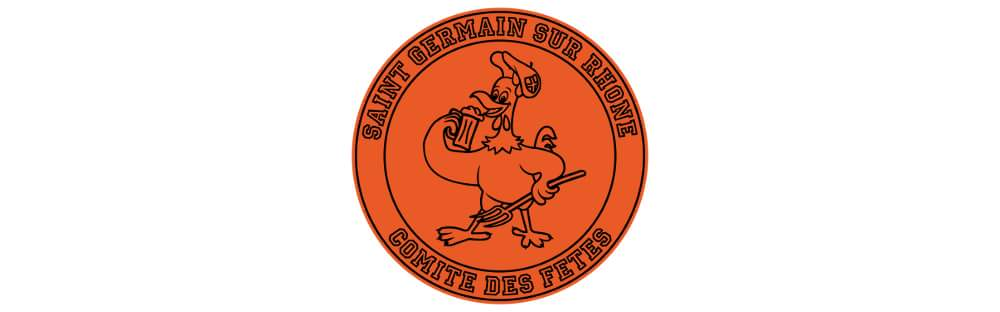 SAINT GERMAIN SUR RHONE
COMITE DES FETES